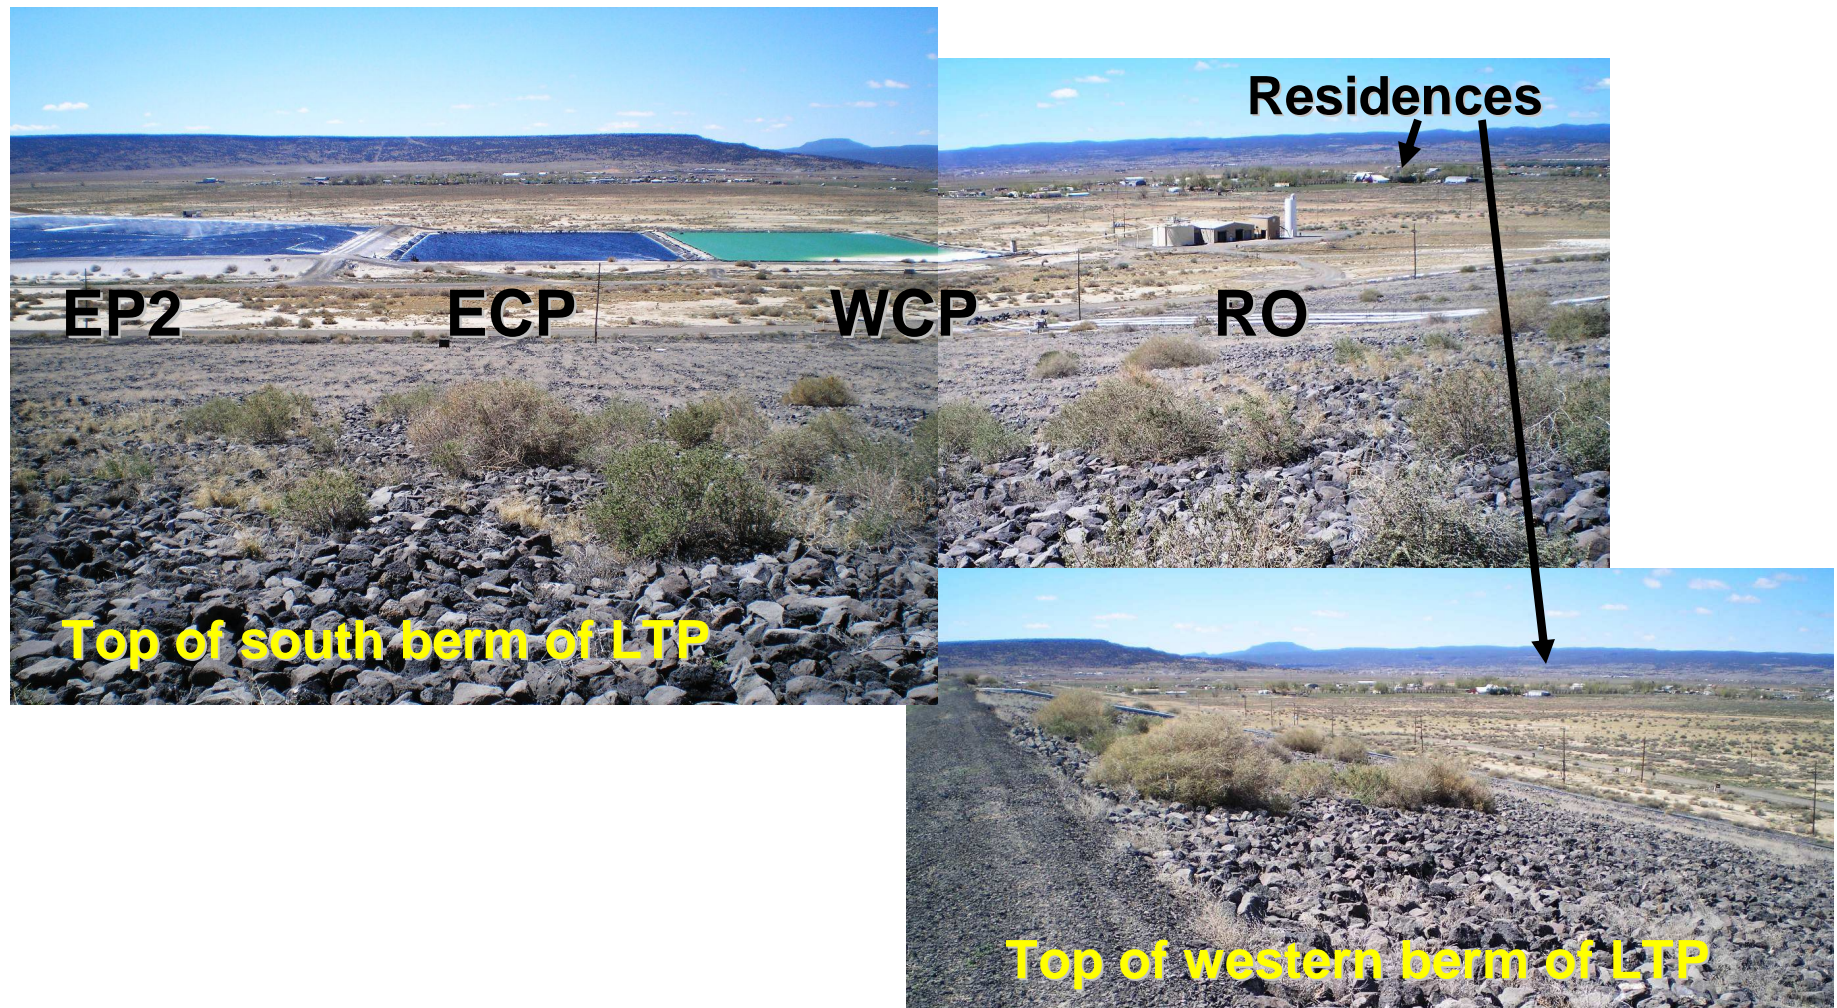 Residences
EP2 ECP WCP RO
Top of south berm of LTP
Top of western berm of LTP